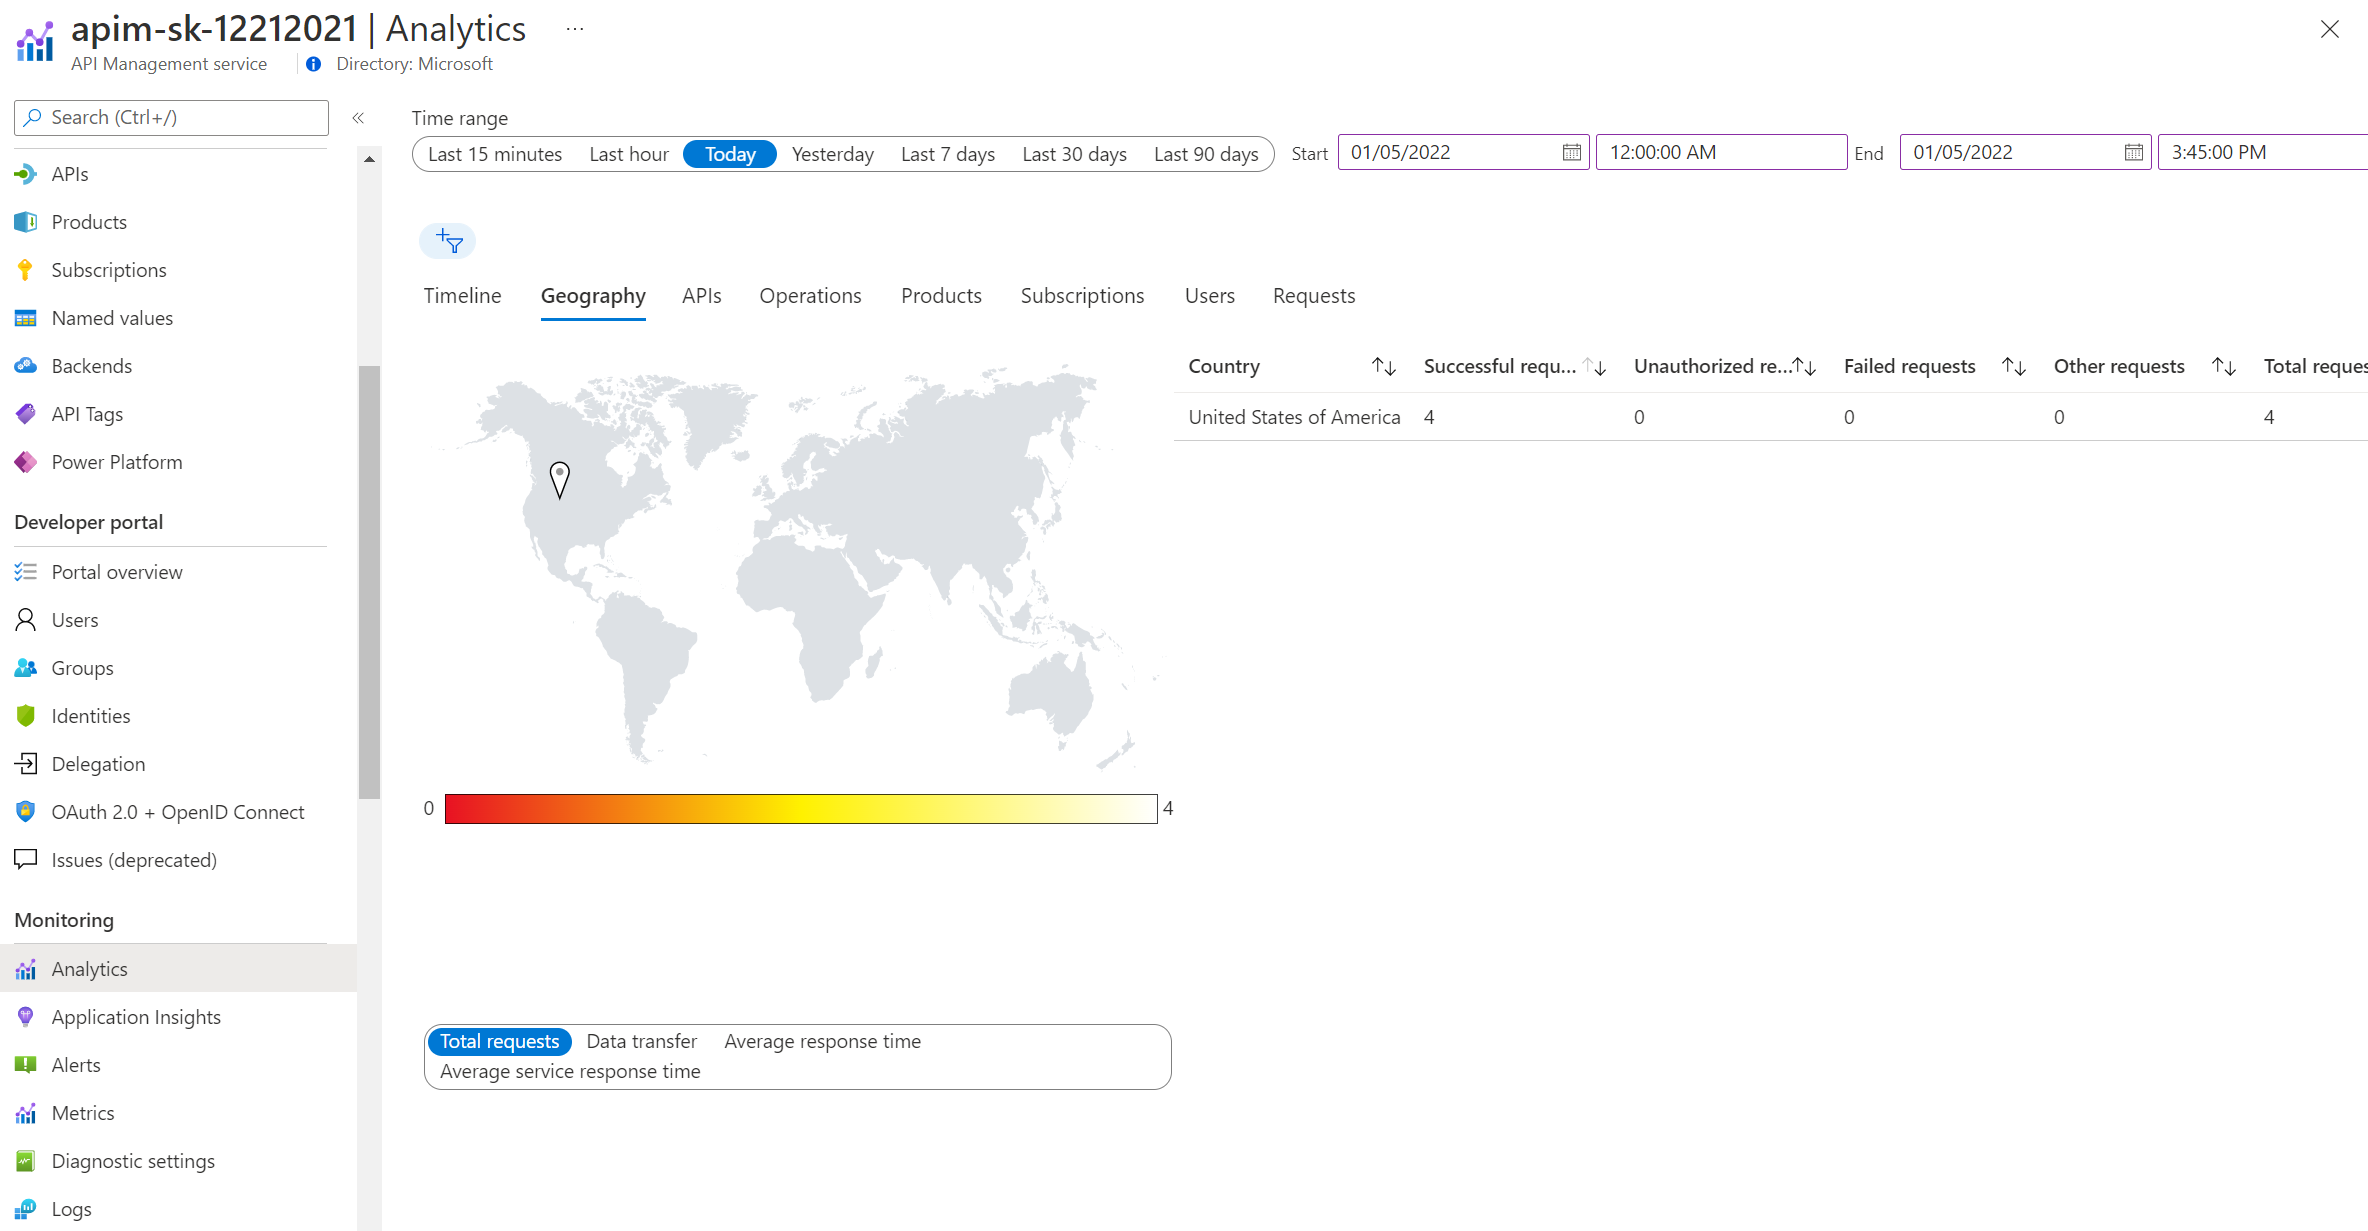 apim-sk-12212021 | Analytics ...
API Management service Directory: Microsoft
Search (Ctrl+/)
APIs
Products
Subscriptions
Named values
Backends
API Tags
Power Platform
Developer portal
Portal overview
Users
Groups
Identities
Delegation
OAuth 2.0 + OpenID Connect
Issues (deprecated)
Monitoring
Analytics
Application Insights
Alerts
Metrics
Diagnostic settings
Logs
Time range
Last 15 minutes Last hour Today Yesterday Last 7 days Last 30 days Last 90 days Start 01/05/2022 12:00:00 AM End 01/05/2022 3:45:00 PM
Timeline Geography APIs Operations Products Subscriptions Users Requests
Country Successful requ... Unauthorized re... Failed requests Other requests Total reques
United States of America 4 0 0 0 4
0 4
Total requests Data transfer Average response time
Average service response time